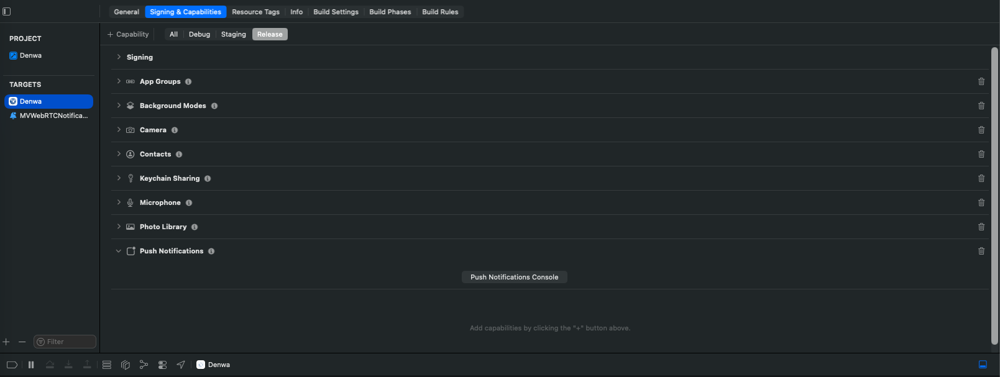 General Signing & Capabilities Resource Tags Info Build Settings Build Phases Build Rules
PROJECT
Denwa
TARGETS
Denwa
MVWebRTCNotifica...
Filter
+ Capability All Debug Staging Release
Signing
App Groups
Background Modes
Camera
Contacts
Keychain Sharing
Microphone
Photo Library
Push Notifications
Push Notifications Console
Add capabilities by clicking the "+" button above.
Denwa